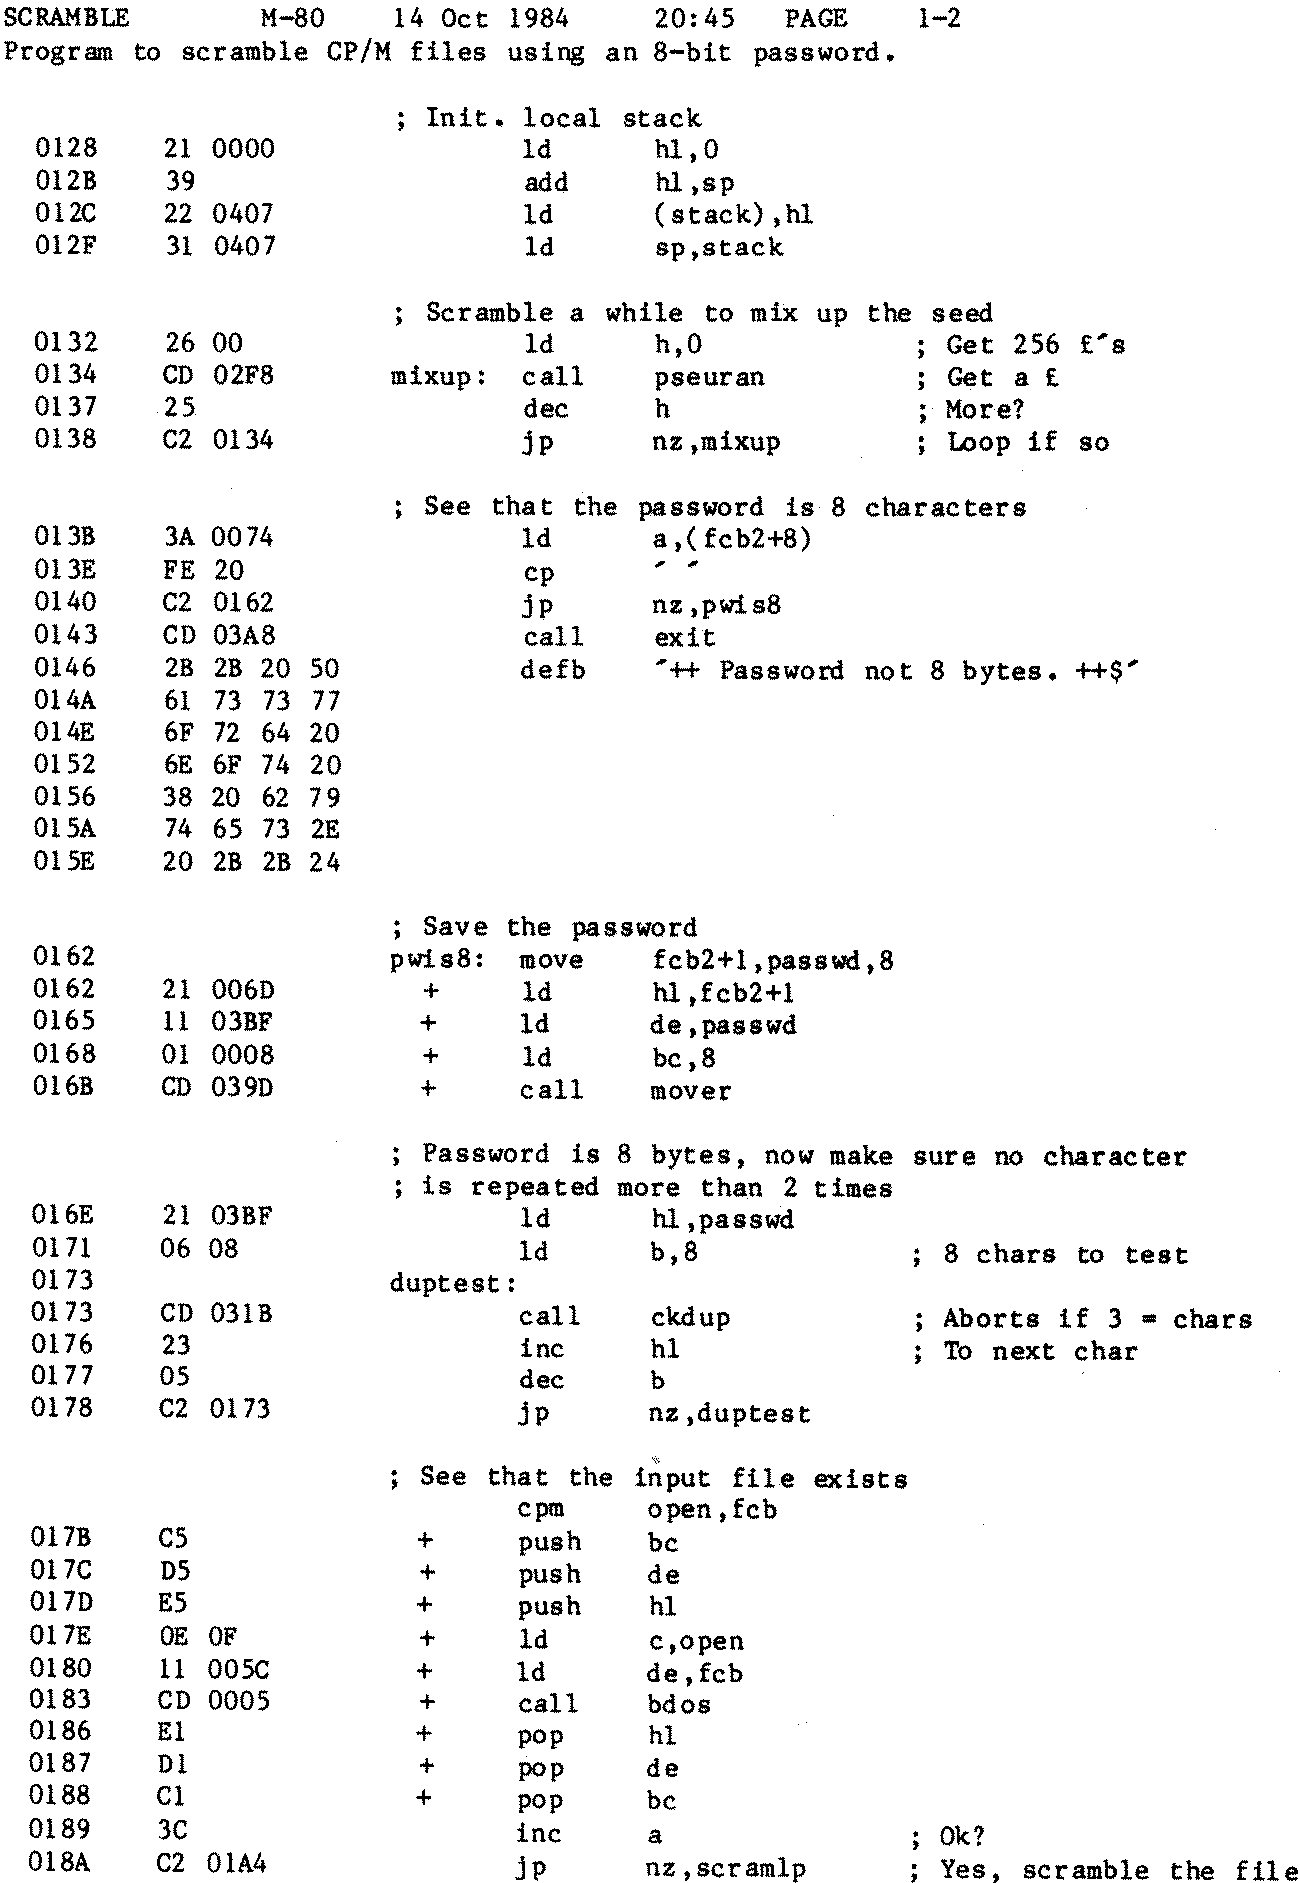 SCRAMBLE M-80 14 Oct 1984 20:45 PAGE 1-2
Program to scramble CP/M files using an 8-bit password.
; Init. local stack
0128 21 0000 ld hl,0
012B 39 add hl,sp
012C 22 0407 ld (stack),hl
012F 31 0407 ld sp,stack
; Scramble a while to mix up the seed
0132 26 00 ld h,0 ; Get 256 £´s
0134 CD 02F8 mixup: call pseuran ; Get a £
0137 25 dec h ; More?
0138 C2 0134 jp nz,mixup ; Loop if so
; See that the password is 8 characters
013B 3A 0074 ld a,(fcb2+8)
013E FE 20 cp ´ ´
0140 C2 0162 jp nz,pwis8
0143 CD 03A8 call exit
0146 2B 2B 20 50 defb ´++ Password not 8 bytes. ++$´
014A 61 73 73 77
014E 6F 72 64 20
0152 6E 6F 74 20
0156 38 20 62 79
015A 74 65 73 2E
015E 20 2B 2B 24
; Save the password
0162 pwis8: move fcb2+1,passwd,8
0162 21 006D + ld hl,fcb2+1
0165 11 03BF + ld de,passwd
0168 01 0008 + ld bc,8
016B CD 039D + call mover
; Password is 8 bytes, now make sure no character
; is repeated more than 2 times
016E 21 03BF ld hl,passwd
0171 06 08 ld b,8 ; 8 chars to test
0173 duptest:
0173 CD 031B call ckdup ; Aborts if 3 = chars
0176 23 inc hl ; To next char
0177 05 dec b
0178 C2 0173 jp nz,duptest
; See that the input file exists
cpm open,fcb
017B C5 + push bc
017C D5 + push de
017D E5 + push hl
017E 0E 0F + ld c,open
0180 11 005C + ld de,fcb
0183 CD 0005 + call bdos
0186 E1 + pop hl
0187 D1 + pop de
0188 C1 + pop bc
0189 3C inc a ; Ok?
018A C2 01A4 jp nz,scramlp ; Yes, scramble the file